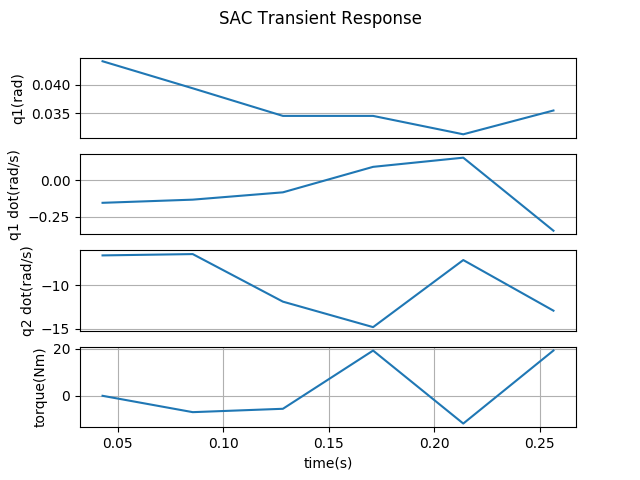 SAC Transient Response
q1(rad)
0.040
0.035
q1 dot(rad/s)
0.00
−0.25
q2 dot(rad/s)
−10
−15
torque(Nm)
20
0
0.05 0.10 0.15 0.20 0.25
time(s)